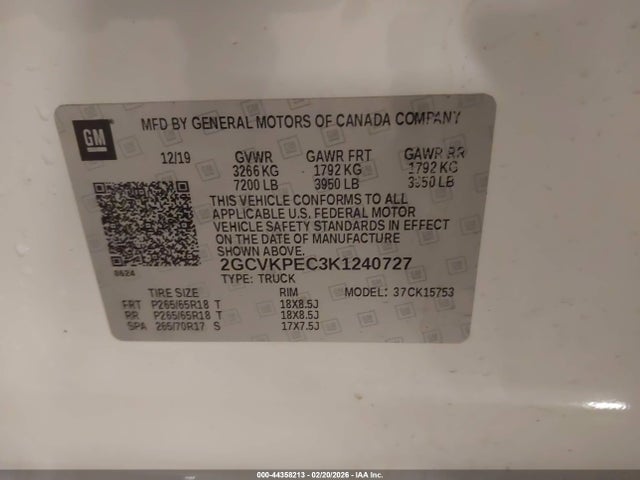 GM
MFD BY GENERAL MOTORS OF CANADA COMPANY
12/19 GVWR GAWR FRT GAWR RR
3266 KG 1792 KG 1792 KG
7200 LB 3950 LB 3950 LB
THIS VEHICLE CONFORMS TO ALL
APPLICABLE U.S. FEDERAL MOTOR
VEHICLE SAFETY STANDARDS IN EFFECT
ON THE DATE OF MANUFACTURE
SHOWN ABOVE.
0624
2GCVKPEC3K1240727
TYPE: TRUCK
TIRE SIZE RIM MODEL: 37CK15753
FRT P265/65R18 T 18X8.5J
RR P265/65R18 T 18X8.5J
SPA 265/70R17 S 17X7.5J
000-44358213 - 02/20/2026 - IAA Inc.